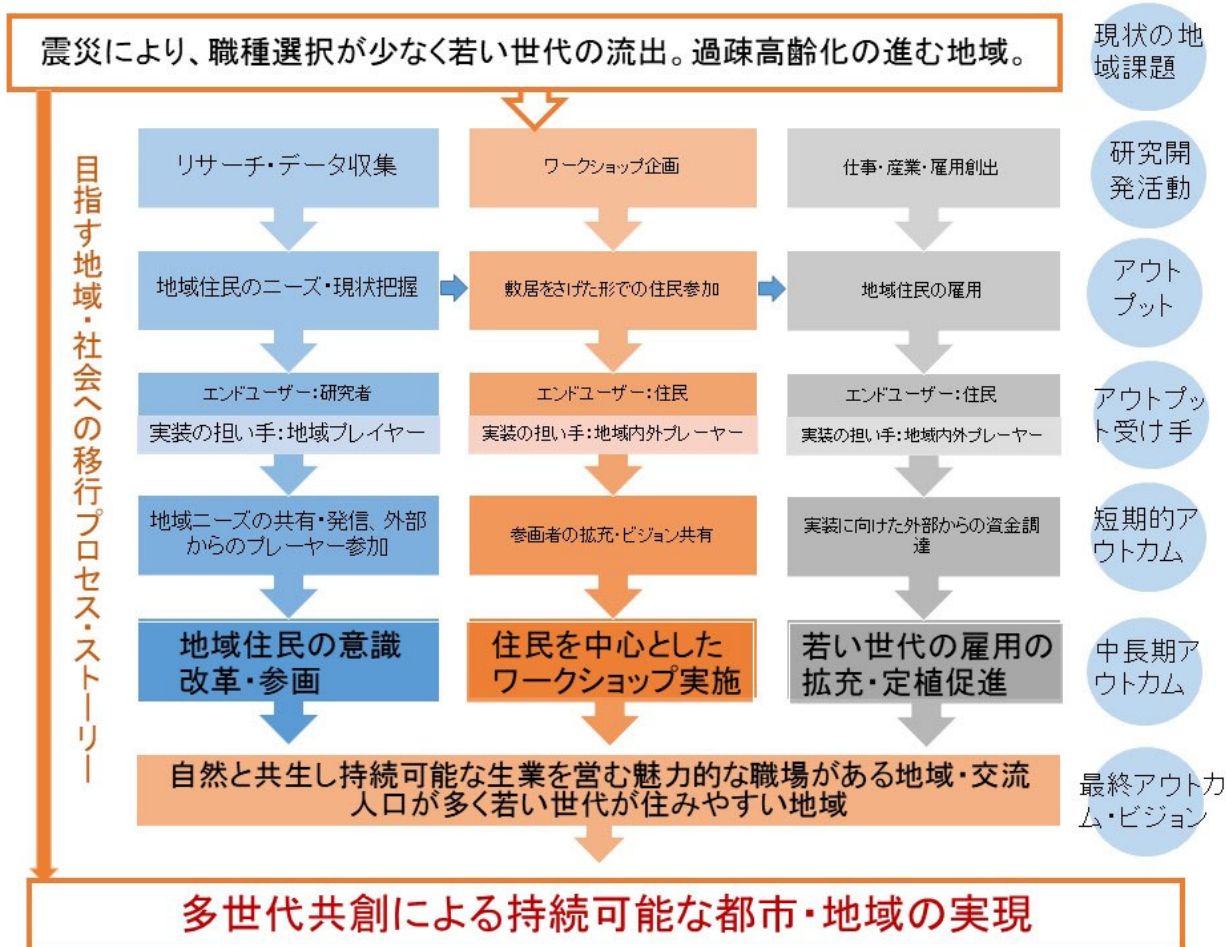 震災により、職種選択が少なく若い世代の流出。過疎高齢化の進む地域。
現状の地
域課題
目指す地域・社会への移行プロセス・ストーリー
リサーチ・データ収集
ワークショップ企画
仕事・産業・雇用創出
研究開
発活動
地域住民のニーズ・現状把握
敷居をさげた形での住民参加
地域住民の雇用
アウト
プット
エンドユーザー：研究者
実装の担い手：地域プレイヤー
エンドユーザー：住民
実装の担い手：地域内外プレーヤー
エンドユーザー：住民
実装の担い手：地域内外プレーヤー
アウトプッ
ト受け手
地域ニーズの共有・発信、外部
からのプレーヤー参加
参画者の拡充・ビジョン共有
実装に向けた外部からの資金調
達
短期的ア
ウトカム
地域住民の意識
改革・参画
住民を中心とした
ワークショップ実施
若い世代の雇用の
拡充・定植促進
中長期ア
ウトカム
自然と共生し持続可能な生業を営む魅力的な職場がある地域・交流
人口が多く若い世代が住みやすい地域
最終アウトカ
ム・ビジョン
多世代共創による持続可能な都市・地域の実現